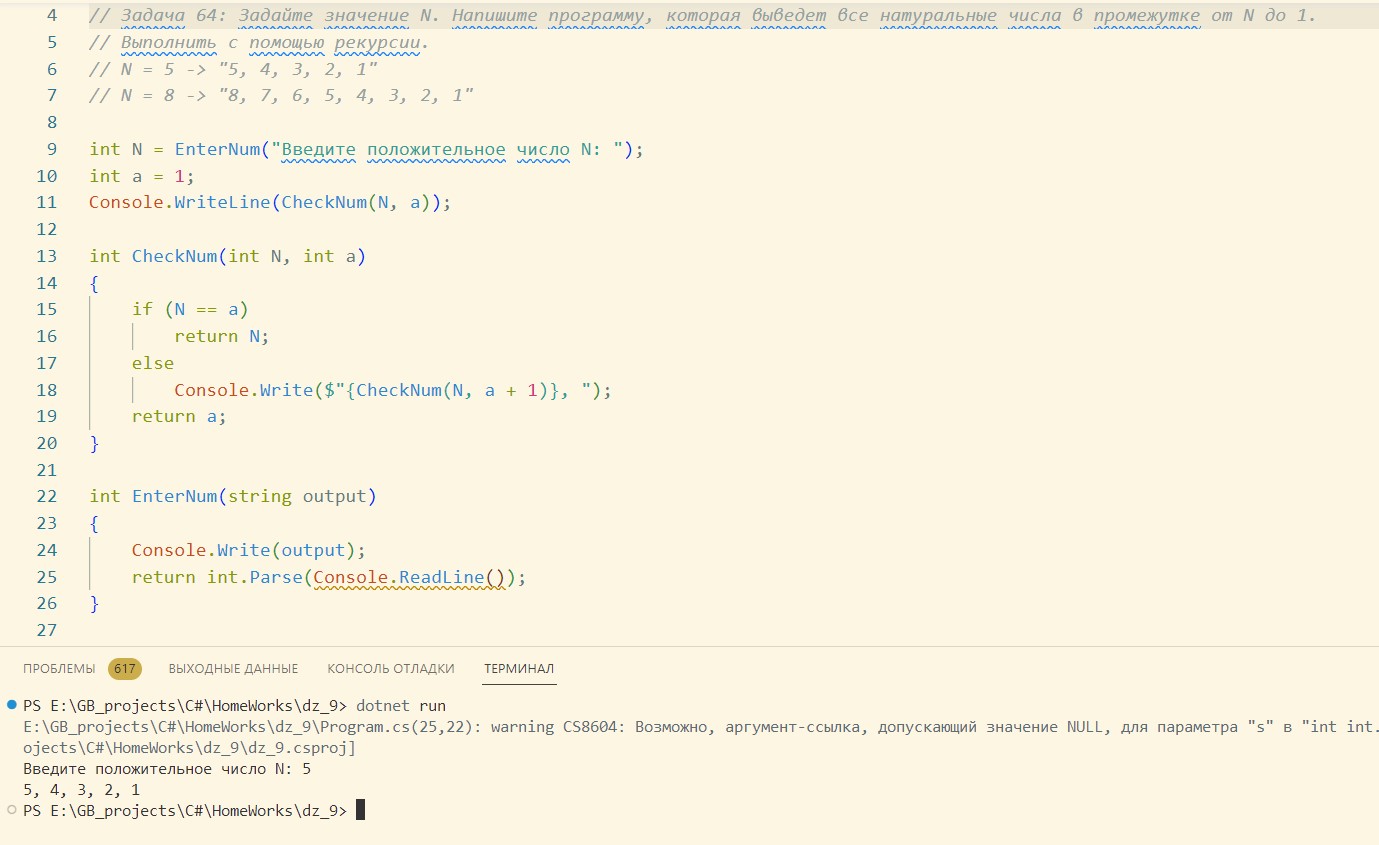 4 // Задача 64: Задайте значение N. Напишите программу, которая выведет все натуральные числа в промежутке от N до 1.
5 // Выполнить с помощью рекурсии.
6 // N = 5 -> "5, 4, 3, 2, 1"
7 // N = 8 -> "8, 7, 6, 5, 4, 3, 2, 1"
8
9 int N = EnterNum("Введите положительное число N: ");
10 int a = 1;
11 Console.WriteLine(CheckNum(N, a));
12
13 int CheckNum(int N, int a)
14 {
15     if (N == a)
16         return N;
17     else
18         Console.Write($"{CheckNum(N, a + 1)}, ");
19     return a;
20 }
21
22 int EnterNum(string output)
23 {
24     Console.Write(output);
25     return int.Parse(Console.ReadLine());
26 }
27
ПРОБЛЕМЫ 617 ВЫХОДНЫЕ ДАННЫЕ КОНСОЛЬ ОТЛАДКИ ТЕРМИНАЛ
PS E:\GB_projects\C#\HomeWorks\dz_9> dotnet run
E:\GB_projects\C#\HomeWorks\dz_9\Program.cs(25,22): warning CS8604: Возможно, аргумент-ссылка, допускающий значение NULL, для параметра "s" в "int int.
ojects\C#\HomeWorks\dz_9\dz_9.csproj]
Введите положительное число N: 5
5, 4, 3, 2, 1
PS E:\GB_projects\C#\HomeWorks\dz_9>